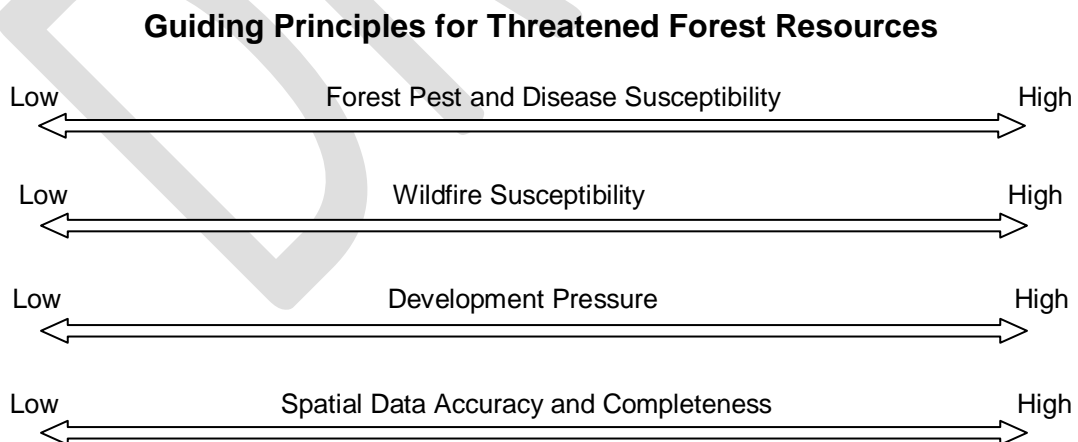 Guiding Principles for Threatened Forest Resources
Low Forest Pest and Disease Susceptibility High
Low Wildfire Susceptibility High
Low Development Pressure High
Low Spatial Data Accuracy and Completeness High